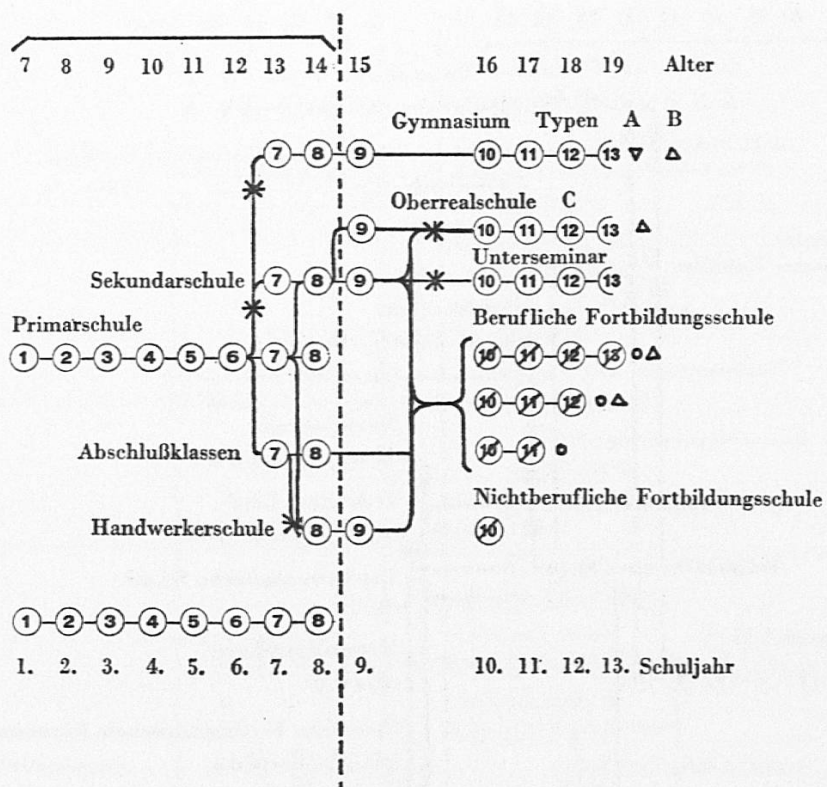 7 8 9 10 11 12 13 14 15 16 17 18 19 Alter
Gymnasium Typen A B
7 8 9 10 11 12 13
Oberrealschule C
9 10 11 12 13
Unterseminar
Sekundarschule 7 8 9 10 11 12 13
Berufliche Fortbildungsschule
Primarschule
1 2 3 4 5 6 7 8 10 11 12 13
10 11 12
Abschlußklassen 7 8 10 11
Nichtberufliche Fortbildungsschule
Handwerkerschule 8 9 10
1 2 3 4 5 6 7 8
1. 2. 3. 4. 5. 6. 7. 8. 9. 10. 11. 12. 13. Schuljahr